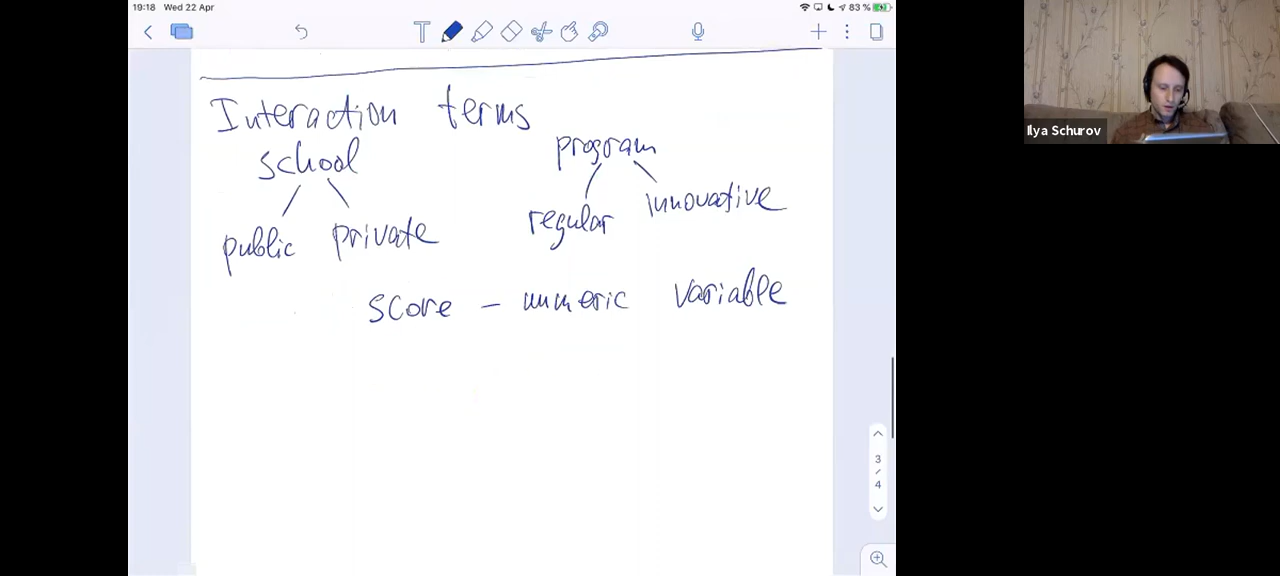 19:18 Wed 22 Apr
83 %
T
Interaction terms
school program
public private regular innovative
score – numeric variable
3
/
4
Ilya Schurov